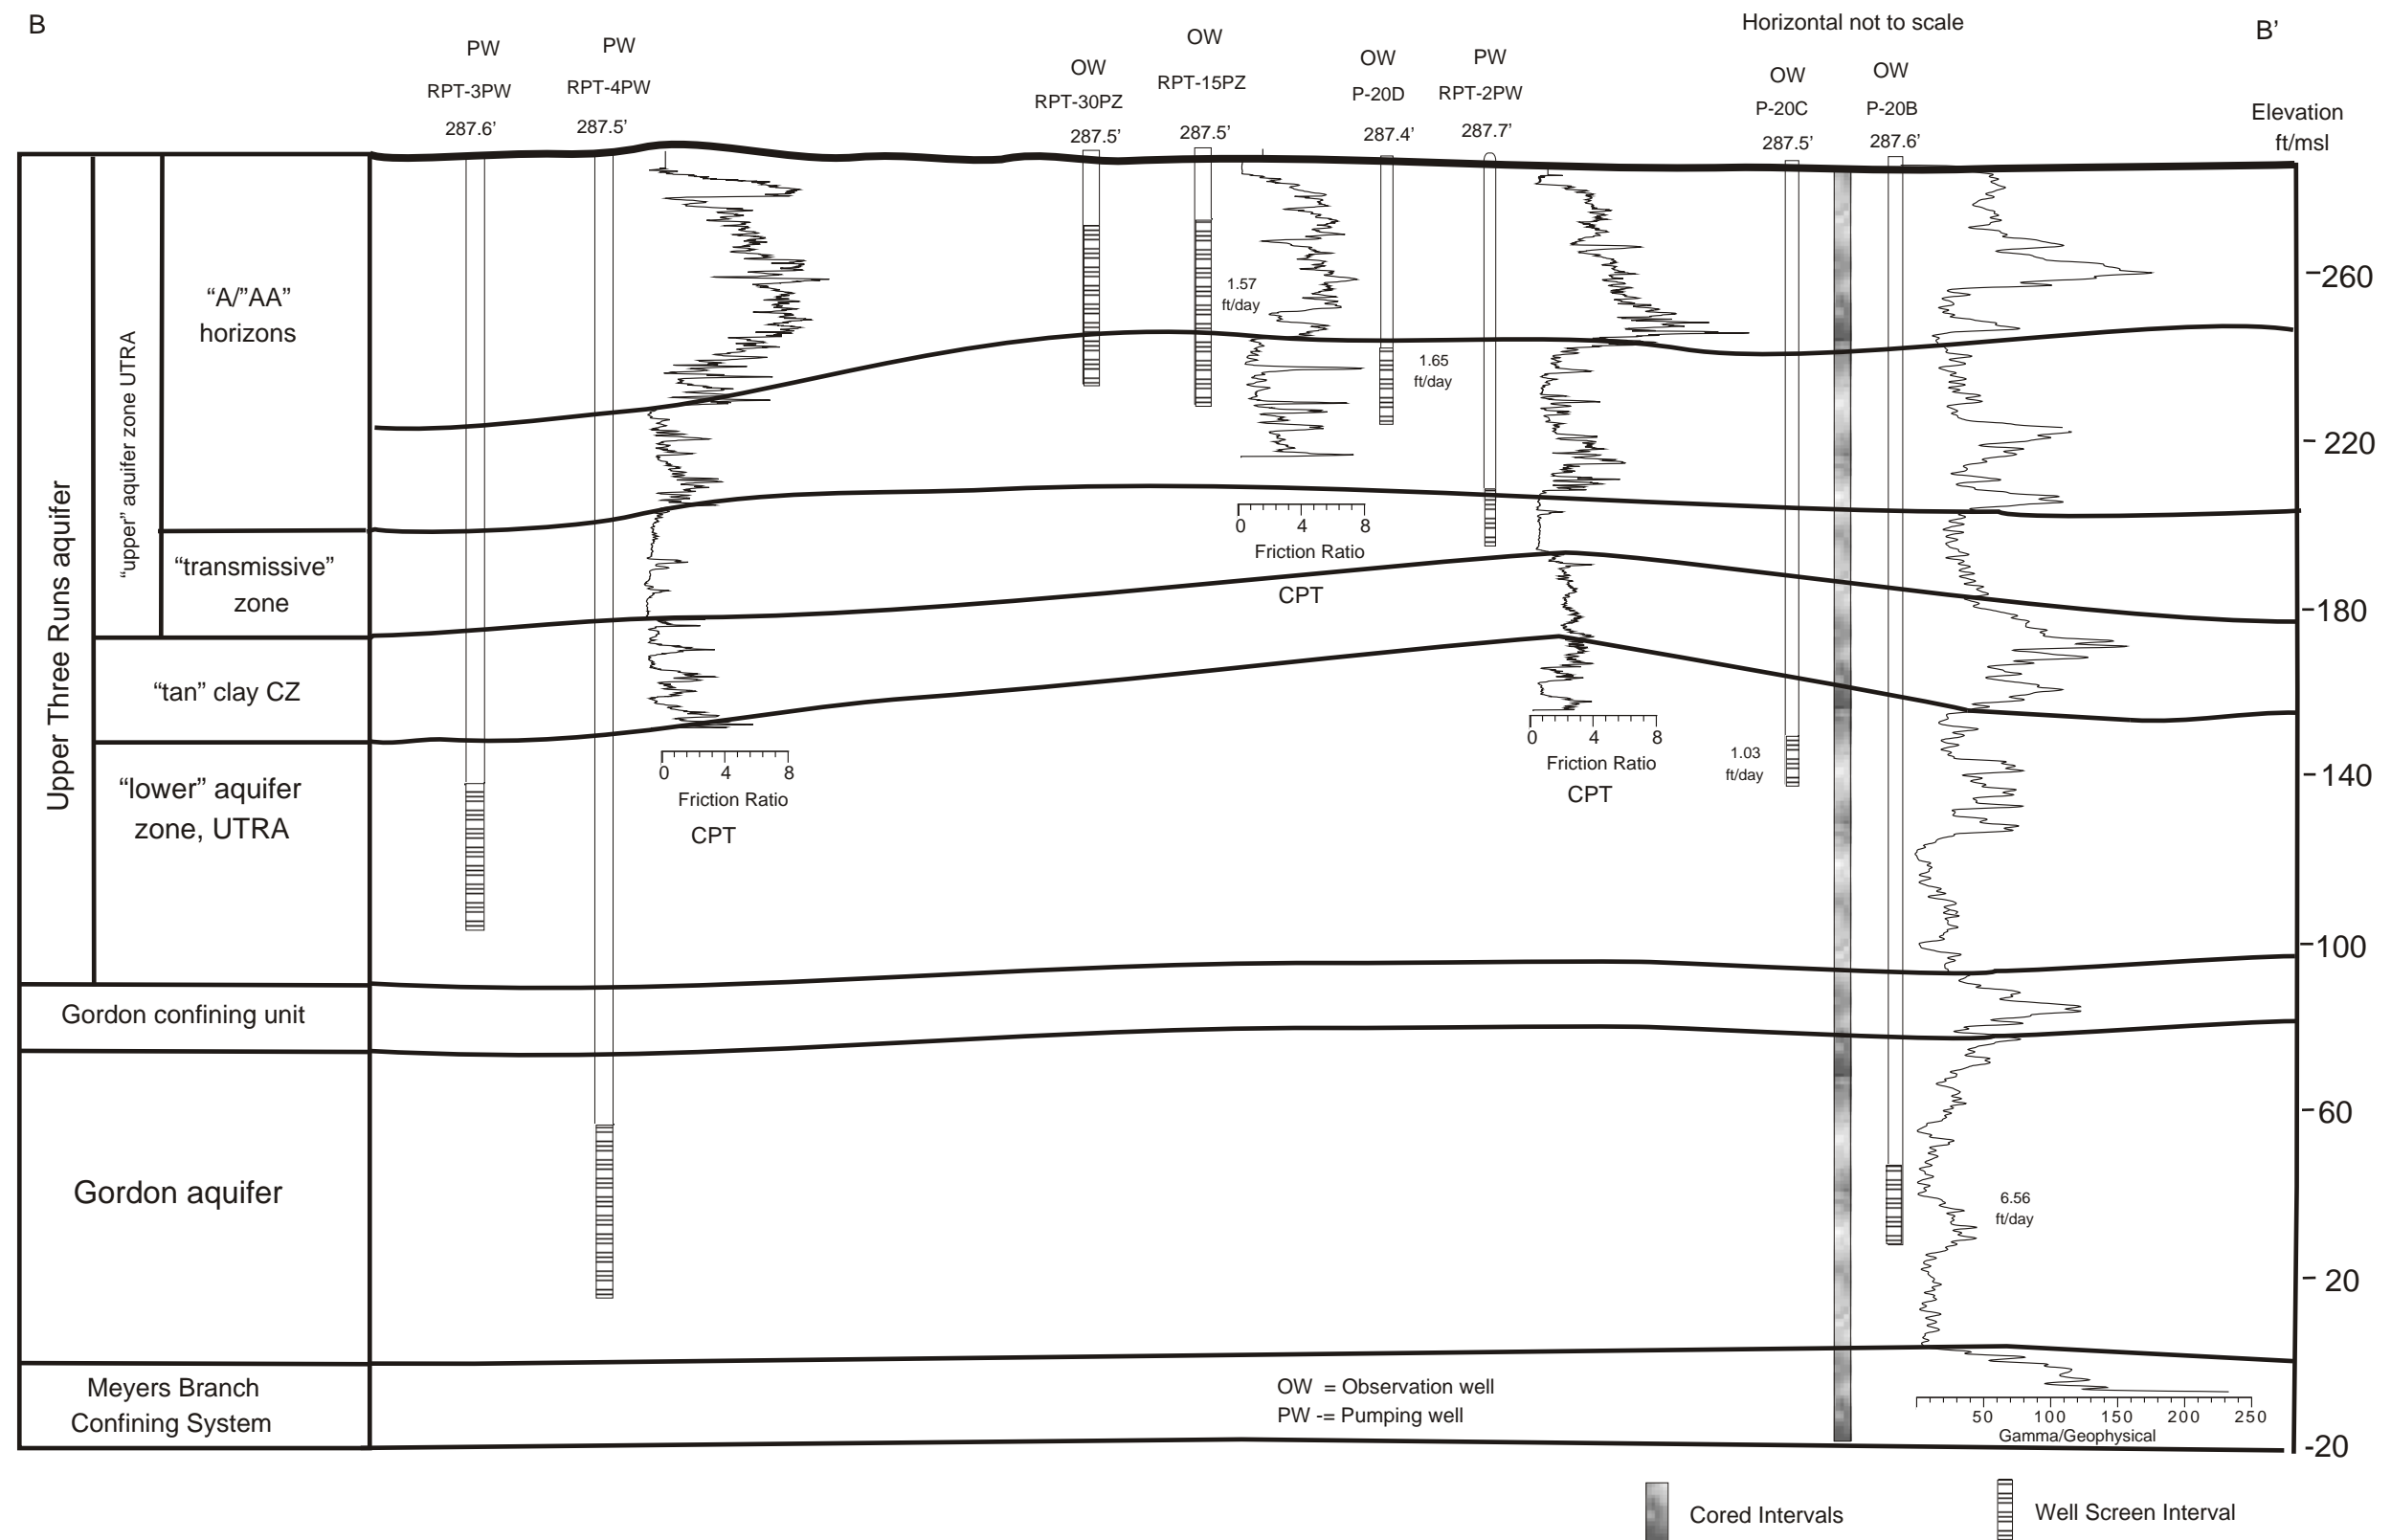 B
Horizontal not to scale
B’
PW
RPT-3PW
287.6’
PW
RPT-4PW
287.5’
OW
RPT-30PZ
287.5’
OW
RPT-15PZ
287.5’
OW
P-20D
287.4’
PW
RPT-2PW
287.7’
OW
P-20C
287.5’
OW
P-20B
287.6’
Elevation
ft/msl
Upper Three Runs aquifer
“upper” aquifer zone UTRA
“A/”AA”
horizons
“transmissive”
zone
“tan” clay CZ
“lower” aquifer
zone, UTRA
Gordon confining unit
Gordon aquifer
Meyers Branch
Confining System
1.57
ft/day
1.65
ft/day
1.03
ft/day
6.56
ft/day
0 4 8
Friction Ratio
CPT
0 4 8
Friction Ratio
CPT
0 4 8
Friction Ratio
CPT
260
220
180
140
100
60
20
-20
OW = Observation well
PW -= Pumping well
50 100 150 200 250
Gamma/Geophysical
Cored Intervals
Well Screen Interval